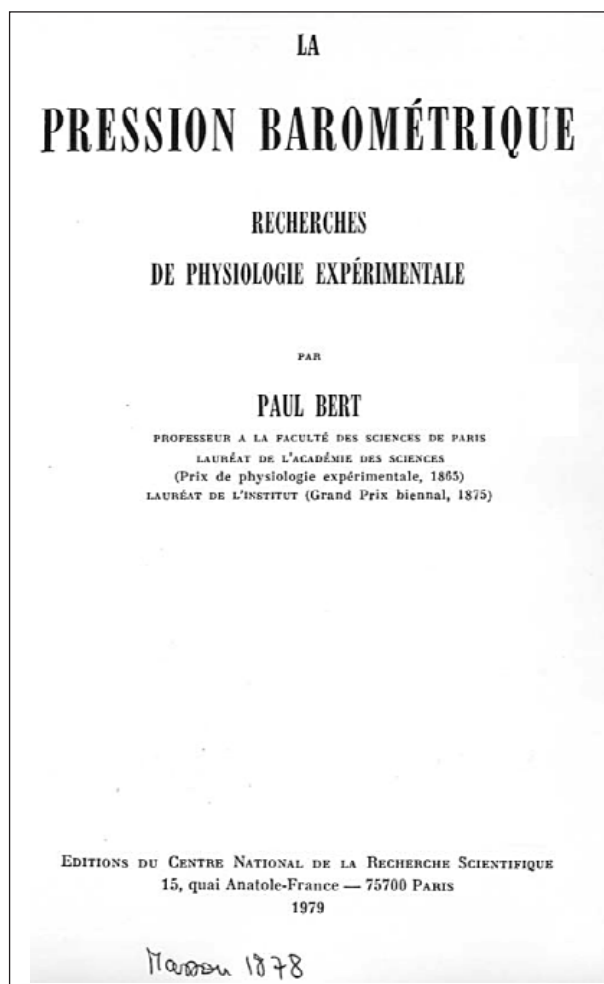 LA
PRESSION BAROMÉTRIQUE
RECHERCHES
DE PHYSIOLOGIE EXPÉRIMENTALE
PAR
PAUL BERT
PROFESSEUR A LA FACULTÉ DES SCIENCES DE PARIS
LAURÉAT DE L'ACADÉMIE DES SCIENCES
(Prix de physiologie expérimentale, 1865)
LAURÉAT DE L'INSTITUT (Grand Prix biennal, 1875)
EDITIONS DU CENTRE NATIONAL DE LA RECHERCHE SCIENTIFIQUE
15, quai Anatole-France — 75700 PARIS
1979
Masson 1878